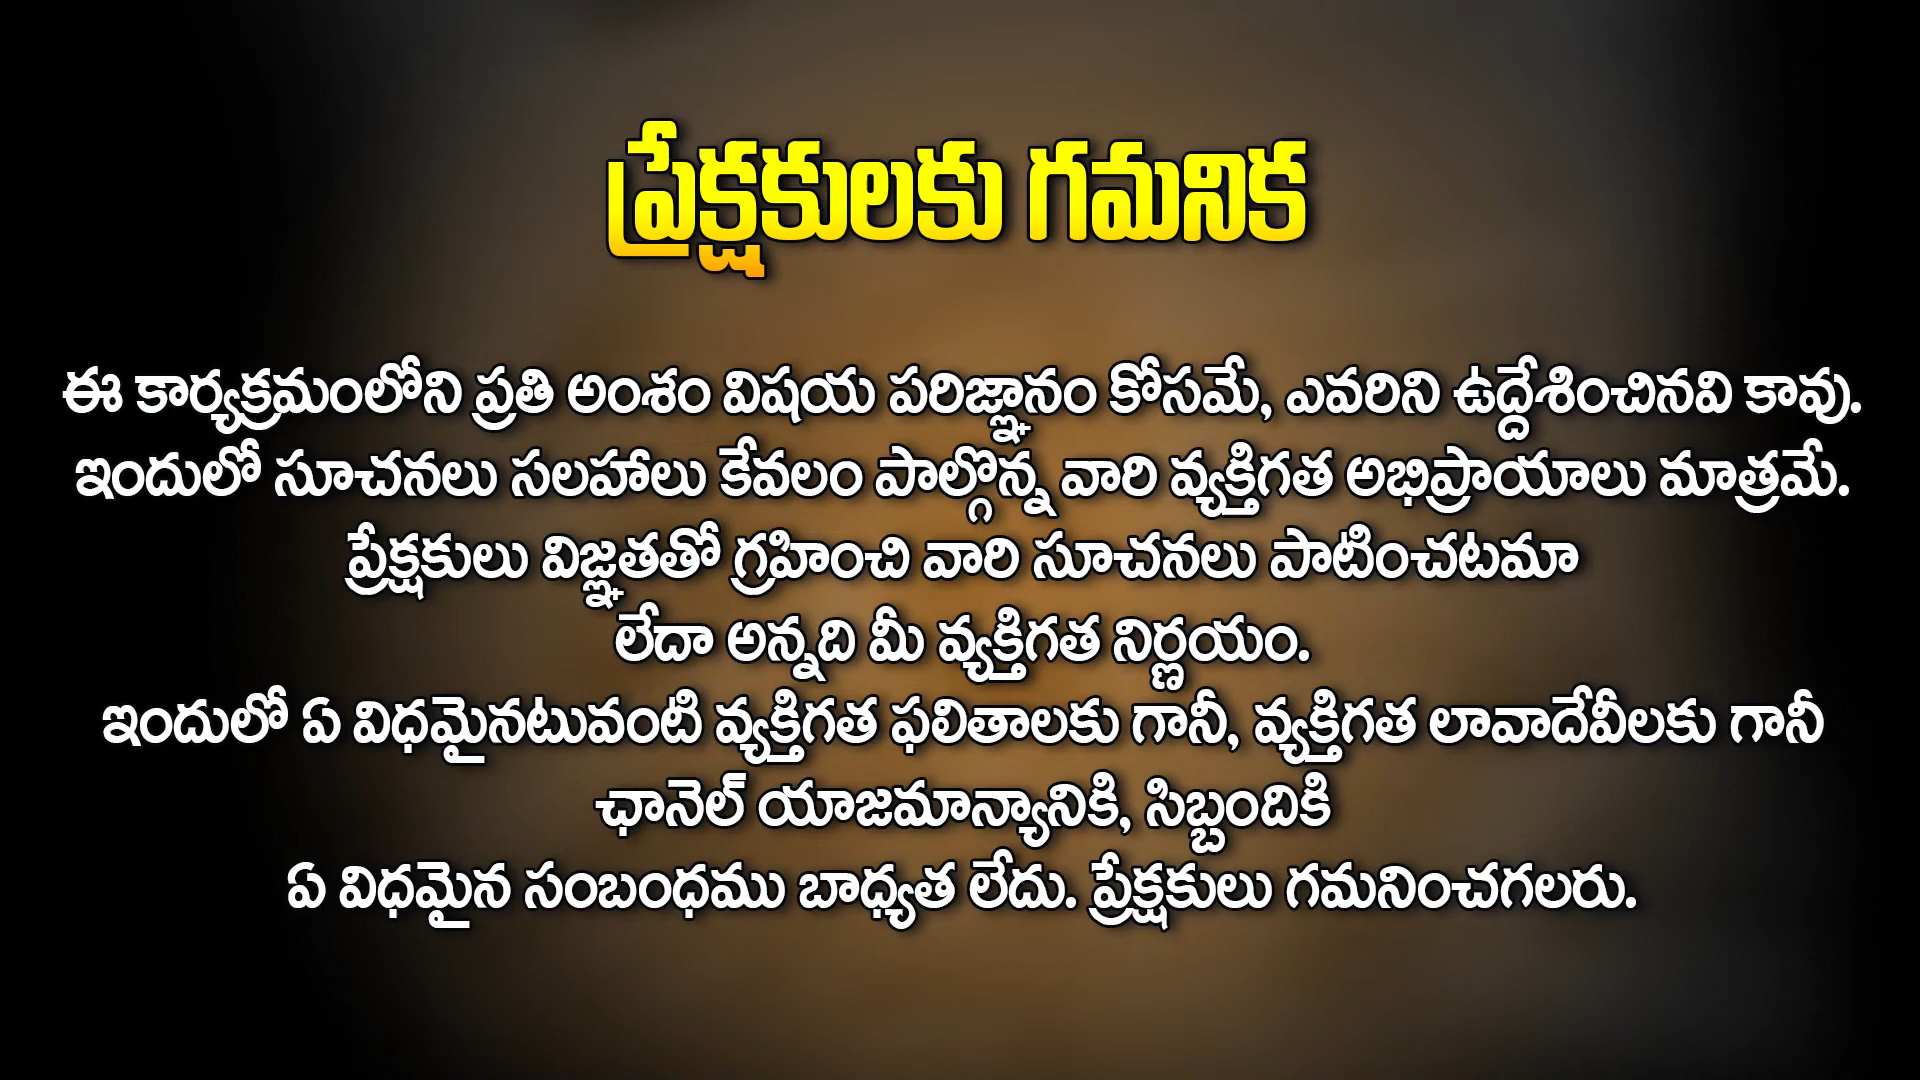 ప్రేక్షకులకు గమనిక
ఈ కార్యక్రమంలోని ప్రతి అంశం విషయ పరిజ్ఞానం కోసమే, ఎవరిని ఉద్దేశించినవి కావు.
ఇందులో సూచనలు సలహాలు కేవలం పాల్గొన్న వారి వ్యక్తిగత అభిప్రాయాలు మాత్రమే.
ప్రేక్షకులు విజ్ఞతతో గ్రహించి వారి సూచనలు పాటించటమా
లేదా అన్నది మీ వ్యక్తిగత నిర్ణయం.
ఇందులో ఏ విధమైనటువంటి వ్యక్తిగత ఫలితాలకు గానీ, వ్యక్తిగత లావాదేవీలకు గానీ
ఛానెల్ యాజమాన్యానికి, సిబ్బందికి
ఏ విధమైన సంబంధము బాధ్యత లేదు. ప్రేక్షకులు గమనించగలరు.